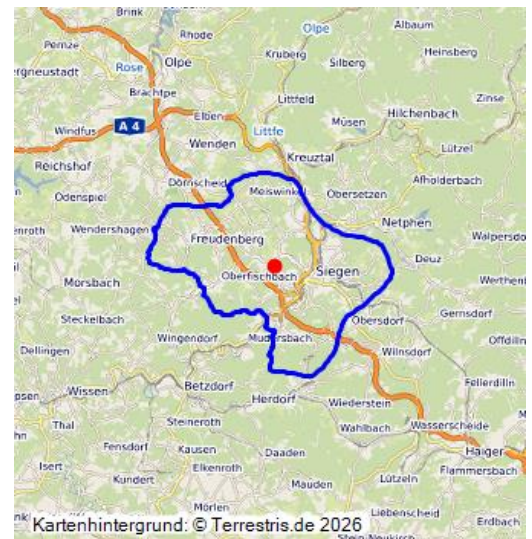 Brink
Olpe
Albaum
Pernze
Rhode
Kruberg
Heinsberg
ergneustadt
Rose
Olpe
Silberg
Brachtpe
Littfeld
Zinse
A 4
Elben
Müsen
Hilchenbach
Windfus
Wenden
Littfe
Lützel
Reichshof
Kreuztal
Afholderbach
Dörnscheid
Meiswinkel
Obersetzen
Odenspiel
Netphen
enroth
Wendershagen
Freudenberg
Walpersdo
Siegen
Deuz
Morsbach
Oberfischbach
Werthenl
Steckelbach
Obersdorf
Gernsdorf
Wingendorf
Mudersbach
Offdiln
Dellingen
Wilnsdorf
Betzdorf
Fellerdilln
Wissen
Herdorf
Wiederstein
psen
Thal
Steineroth
Wahlbach
Wasserscheide
Fensdorf
Kausen
Daaden
Haiger
Isert
Elkenroth
Flammersbach
Kundert
Mauden
Lützeln
Mörlen
Liebenscheid
Kartenhintergrund: © Terrestris.de 2026